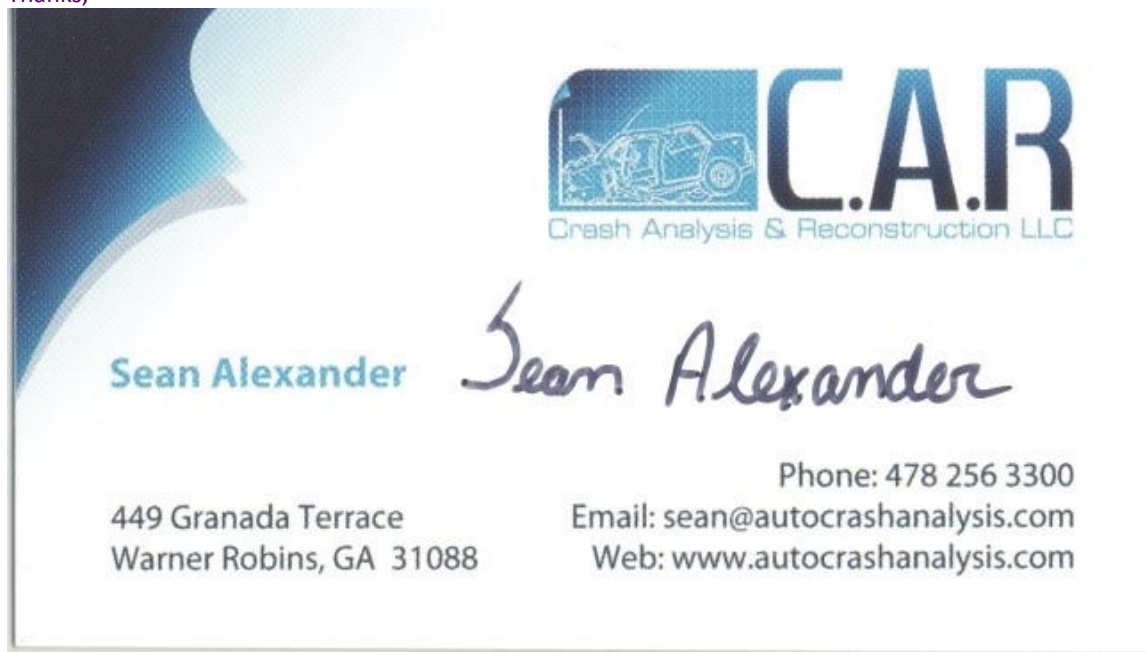 Thanks,
C.A.R
Crash Analysis & Reconstruction LLC
Sean Alexander Sean Alexander
Phone: 478 256 3300
449 Granada Terrace
Email: sean@autocrashanalysis.com
Warner Robins, GA 31088
Web: www.autocrashanalysis.com